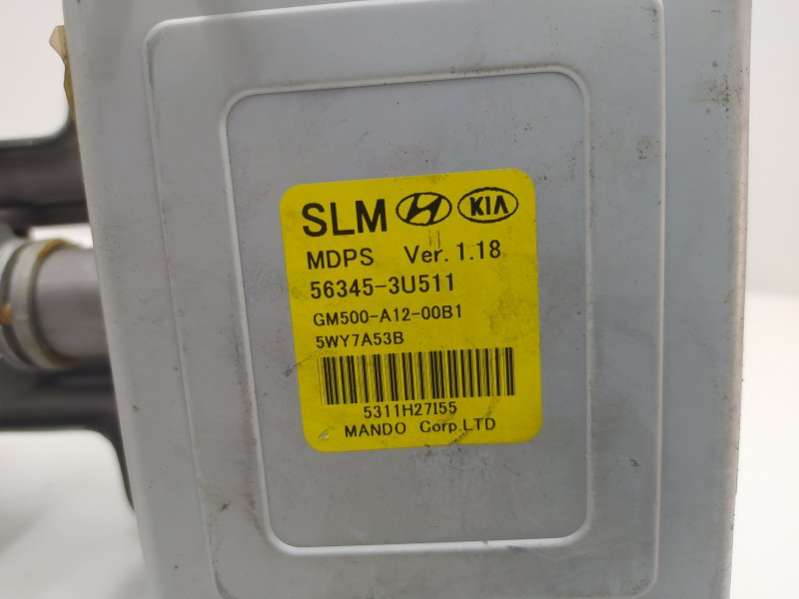 SLM KIA
MDPS Ver. 1.18
56345-3U511
GM500-A12-00B1
5WY7A53B
5311H27I55
MANDO Corp.LTD